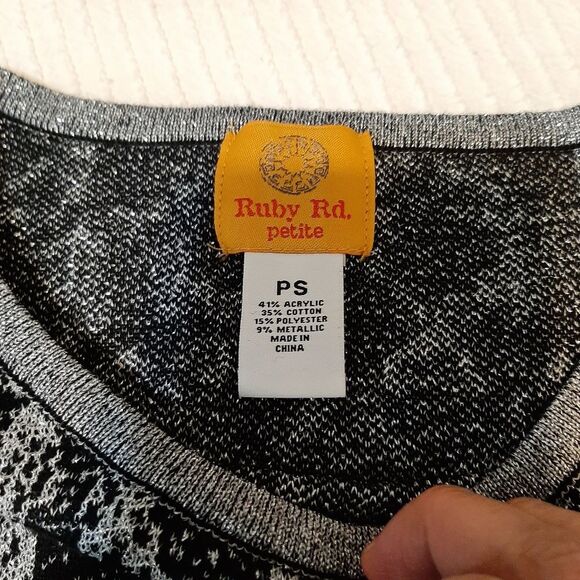 Ruby Rd.
petite
PS
41% ACRYLIC
35% COTTON
15% POLYESTER
9% METALLIC
MADE IN
CHINA